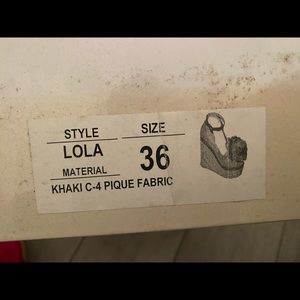 STYLE SIZE
LOLA 36
MATERIAL
KHAKI C-4 PIQUE FABRIC